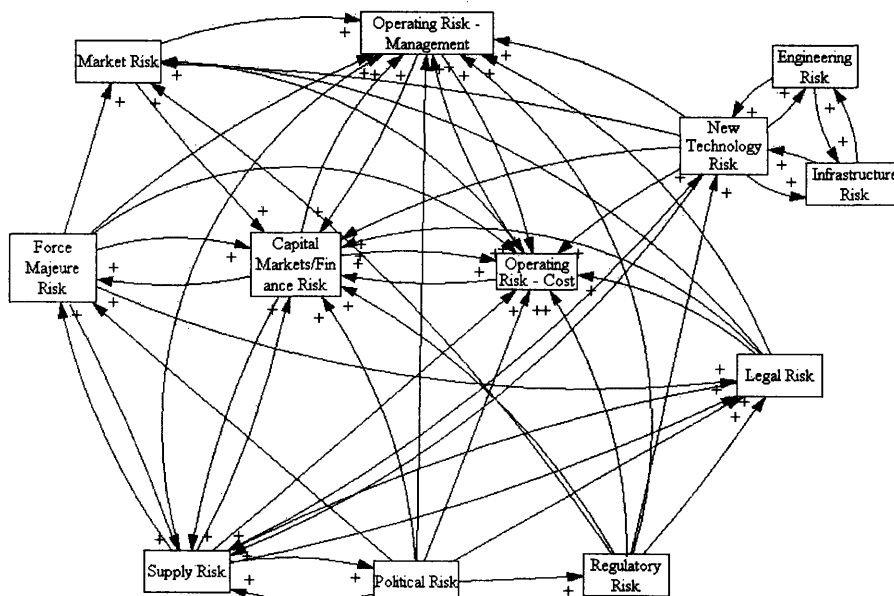 Operating Risk -
Management
Market Risk
Engineering
Risk
New
Technology
Risk
Infrastructure
Risk
Force
Majeure
Risk
Capital
Markets/Fin
ance Risk
Operating
Risk - Cost
Legal Risk
Supply Risk
Political Risk
Regulatory
Risk